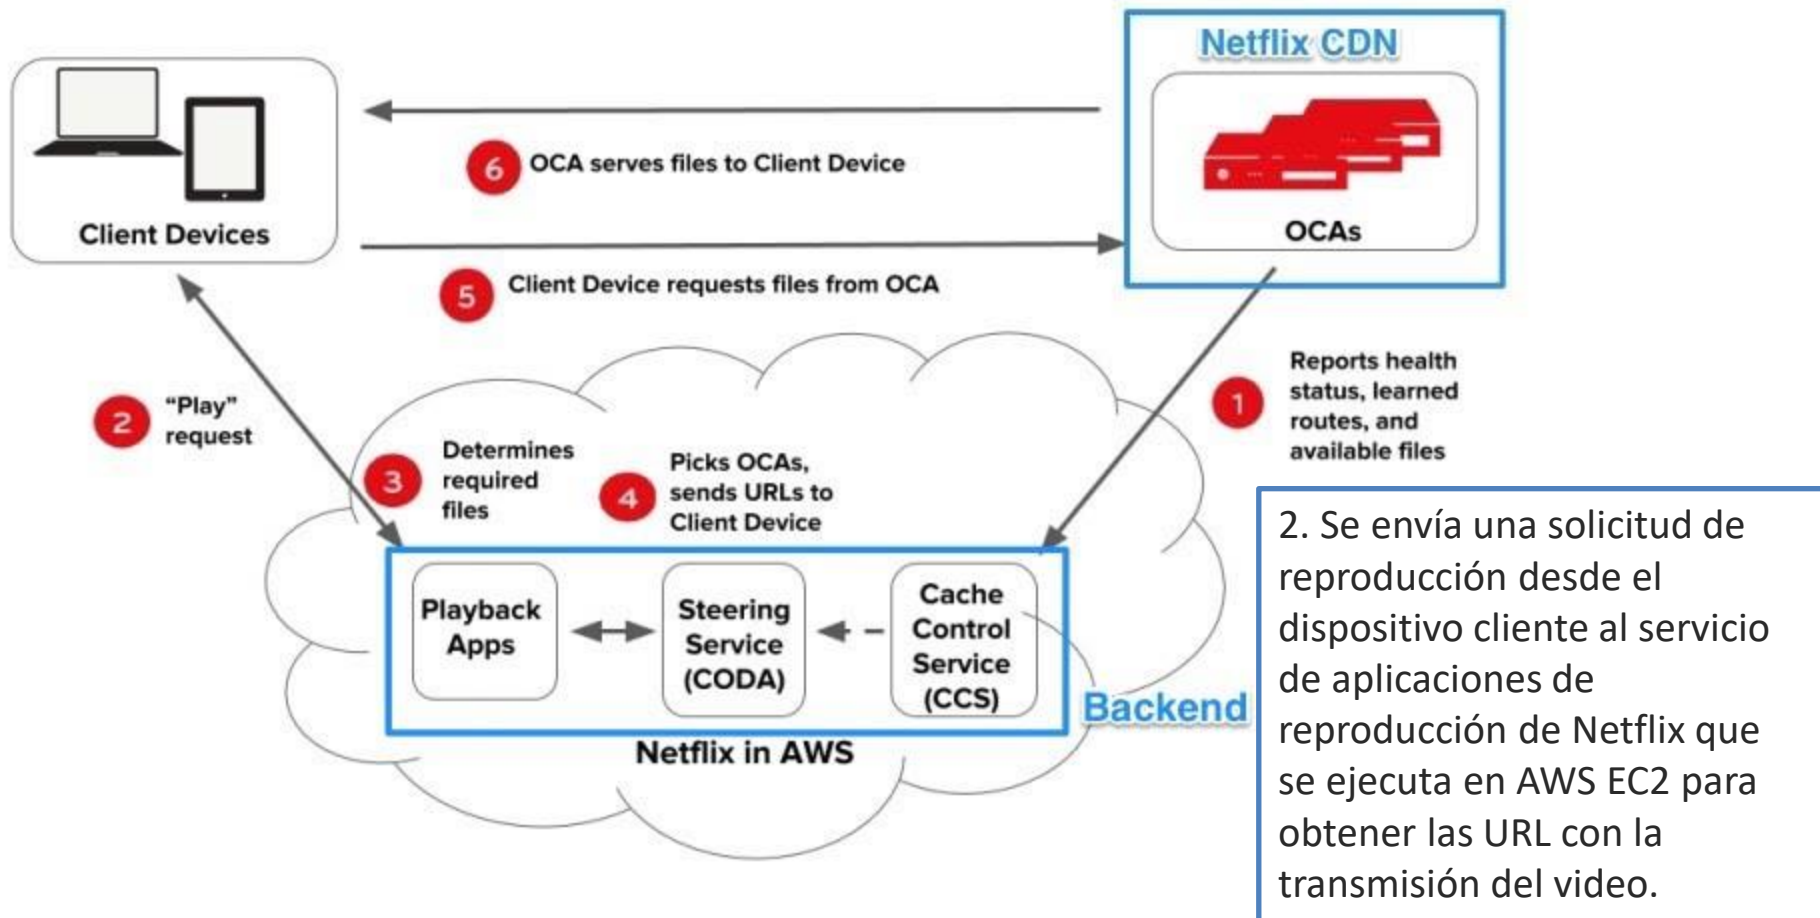 Netflix CDN
OCAs
Client Devices
6
OCA serves files to Client Device
5
Client Device requests files from OCA
1
Reports health
status, learned
routes, and
available files
2
“Play”
request
3
Determines
required
files
4
Picks OCAs,
sends URLs to
Client Device
Playback
Apps
Steering
Service
(CODA)
Cache
Control
Service
(CCS)
Backend
Netflix in AWS
2. Se envía una solicitud de
reproducción desde el
dispositivo cliente al servicio
de aplicaciones de
reproducción de Netflix que
se ejecuta en AWS EC2 para
obtener las URL con la
transmisión del video.